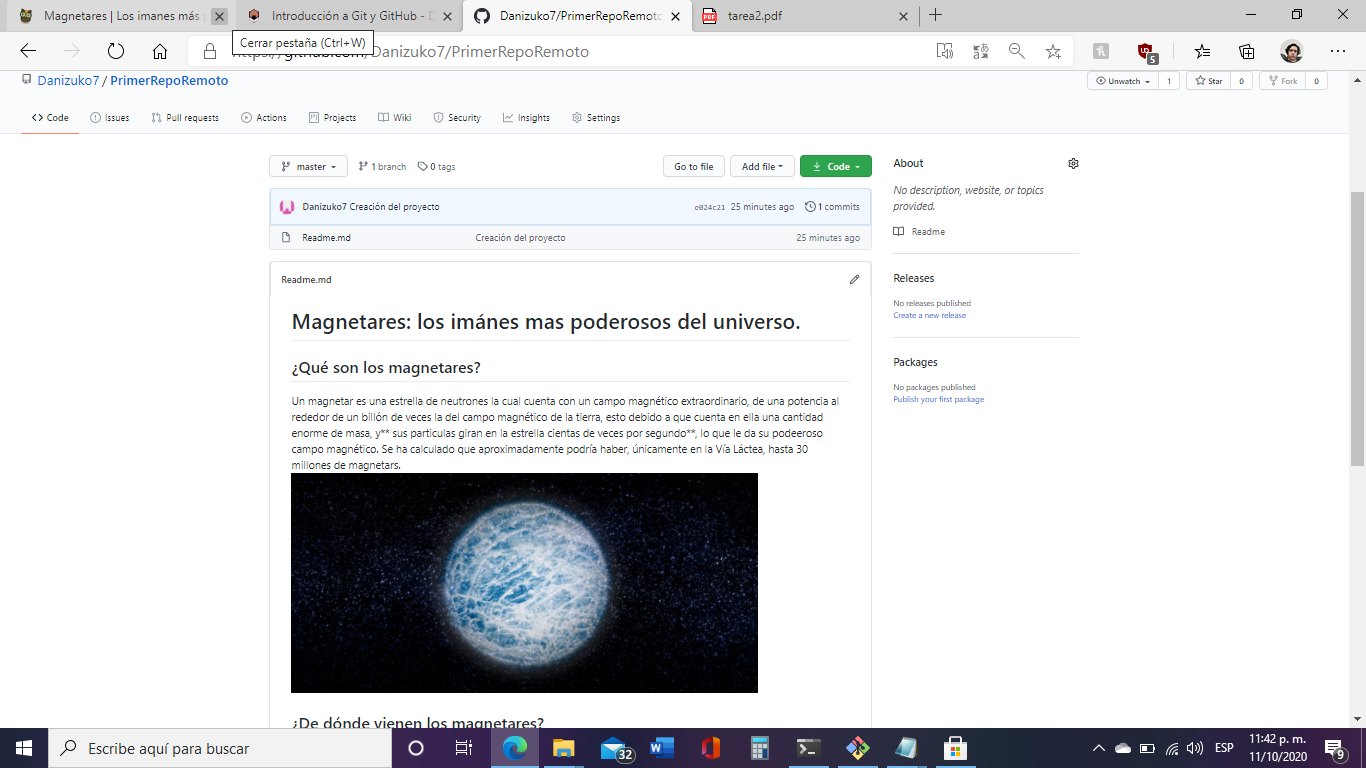 Magnetares | Los imanes más
Introducción a Git y GitHub - D
Danizuko7/PrimerRepoRemoto
tarea2.pdf
Cerrar pestaña (Ctrl+W)
Danizuko7/PrimerRepoRemoto
5
Danizuko7 / PrimerRepoRemoto
Unwatch 1 Star 0 Fork 0
Code Issues Pull requests Actions Projects Wiki Security Insights Settings
master 1 branch 0 tags Go to file Add file Code
Danizuko7 Creación del proyecto e024c21 25 minutes ago 1 commits
Readme.md Creación del proyecto 25 minutes ago
Readme.md
Magnetares: los imánes mas poderosos del universo.
¿Qué son los magnetares?
Un magnetar es una estrella de neutrones la cual cuenta con un campo magnético extraordinario, de una potencia al
rededor de un billón de veces la del campo magnético de la tierra, esto debido a que cuenta en ella una cantidad
enorme de masa, y** sus particulas giran en la estrella cientas de veces por segundo**, lo que le da su podeeroso
campo magnético. Se ha calculado que aproximadamente podría haber, únicamente en la Vía Láctea, hasta 30
millones de magnetars.
¿De dónde vienen los magnetares?
About
No description, website, or topics
provided.
Readme
Releases
No releases published
Create a new release
Packages
No packages published
Publish your first package
Escribe aquí para buscar
32
ESP
11:42 p. m.
11/10/2020
9